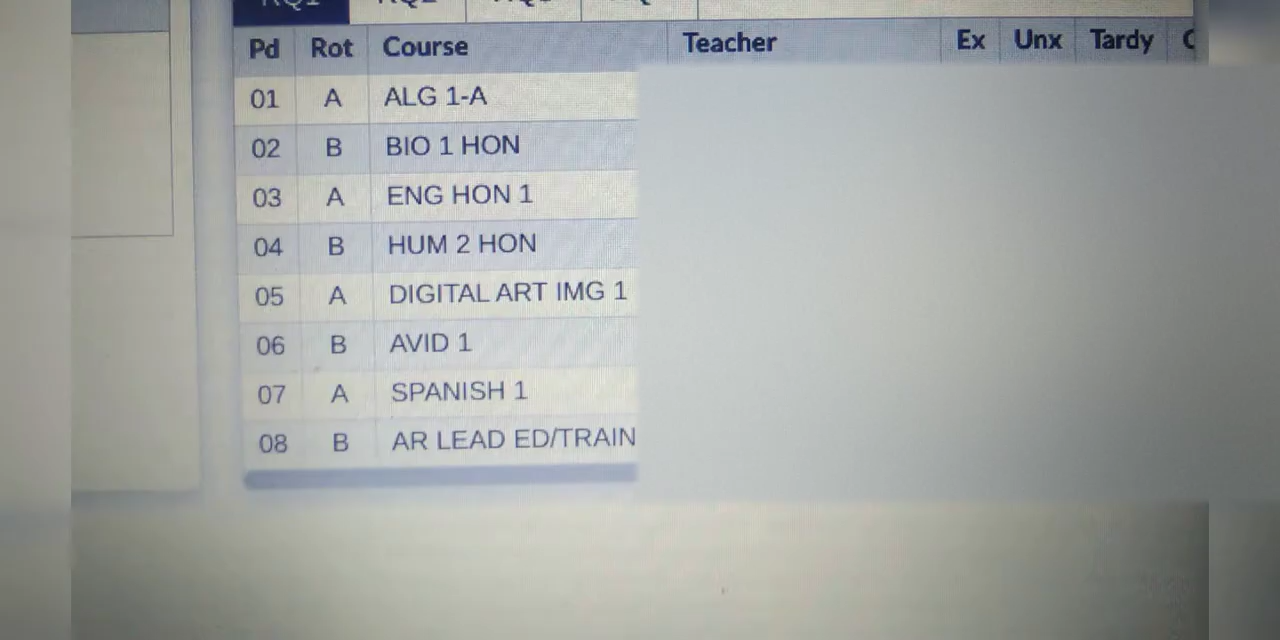 Pd Rot Course Teacher Ex Unx Tardy
01 A ALG 1-A
02 B BIO 1 HON
03 A ENG HON 1
04 B HUM 2 HON
05 A DIGITAL ART IMG 1
06 B AVID 1
07 A SPANISH 1
08 B AR LEAD ED/TRAIN